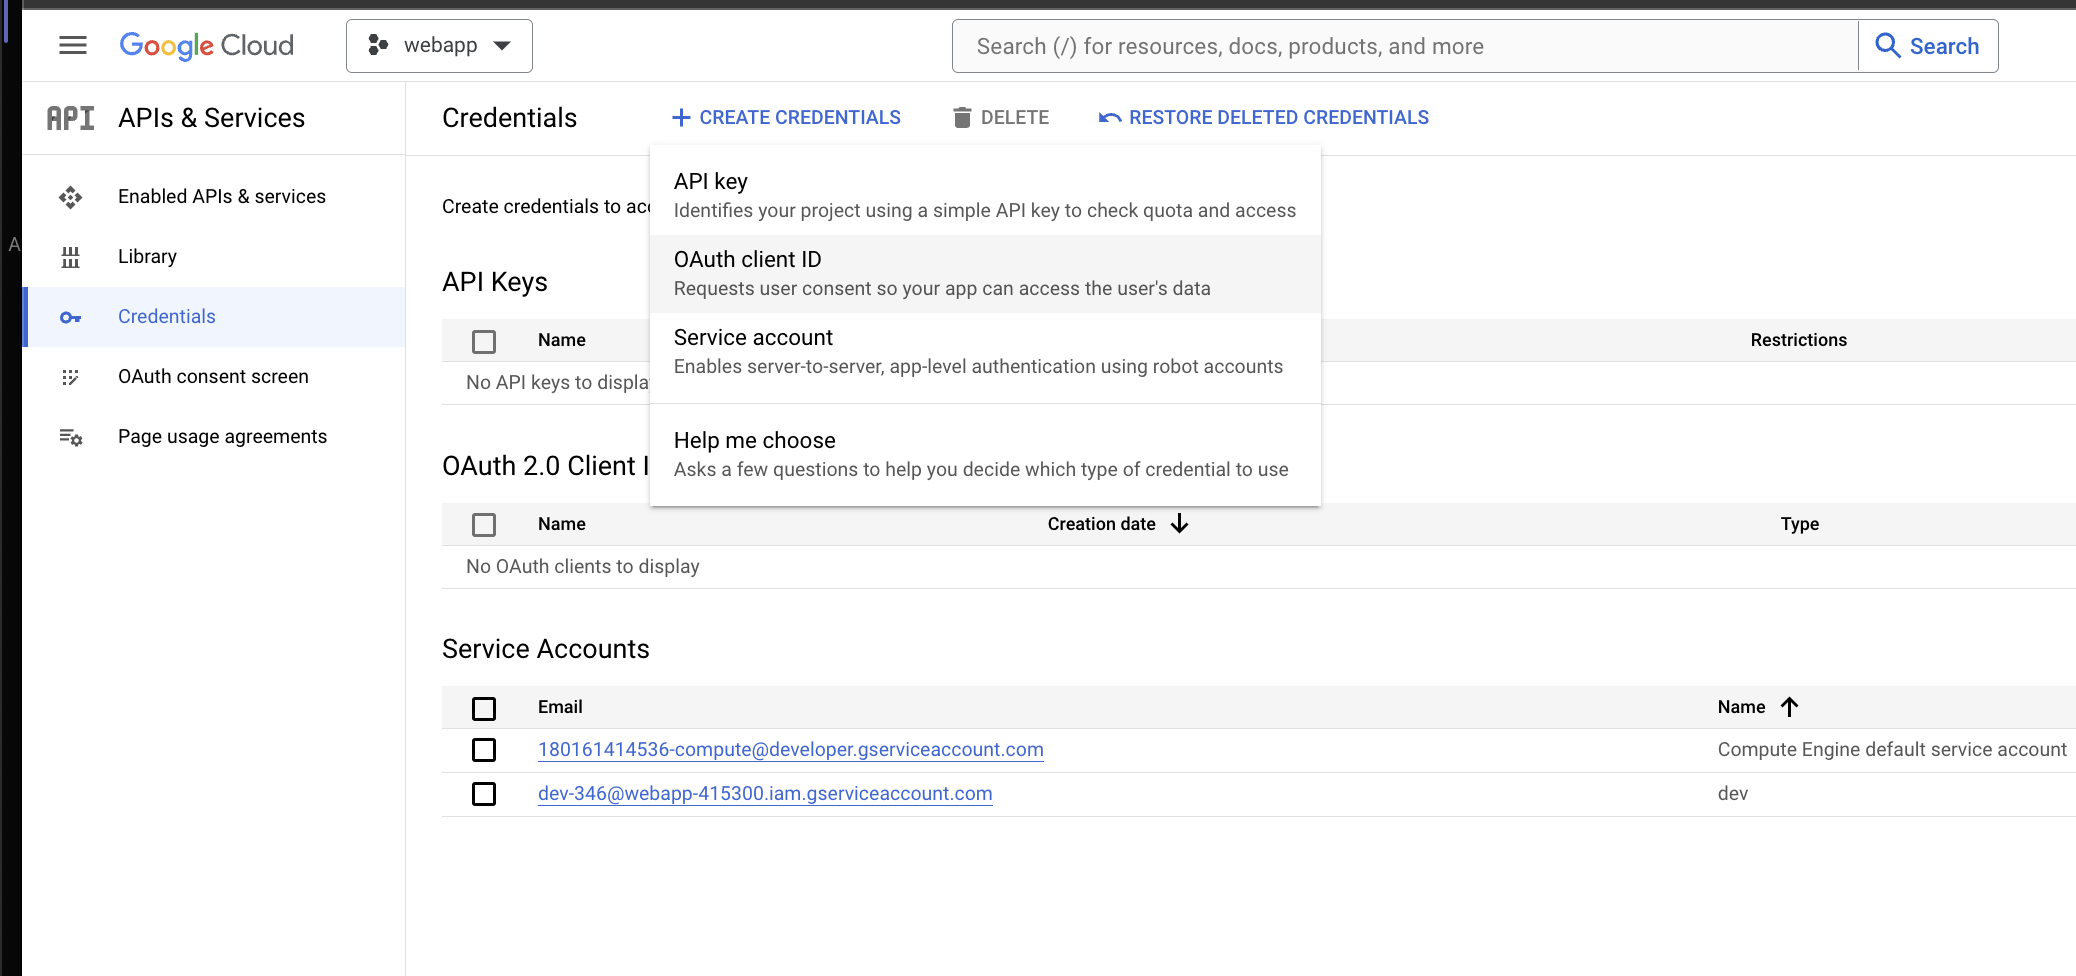 Google Cloud
webapp
Search (/) for resources, docs, products, and more
Search
API
APIs & Services
Credentials
CREATE CREDENTIALS
DELETE
RESTORE DELETED CREDENTIALS
Enabled APIs & services
Library
Credentials
OAuth consent screen
Page usage agreements
A
Create credentials to acc
API key
Identifies your project using a simple API key to check quota and access
OAuth client ID
Requests user consent so your app can access the user's data
Service account
Enables server-to-server, app-level authentication using robot accounts
Help me choose
Asks a few questions to help you decide which type of credential to use
API Keys
Name
Restrictions
No API keys to display
OAuth 2.0 Client I
Name
Creation date
Type
No OAuth clients to display
Service Accounts
Email
Name
180161414536-compute@developer.gserviceaccount.com
Compute Engine default service account
dev-346@webapp-415300.iam.gserviceaccount.com
dev